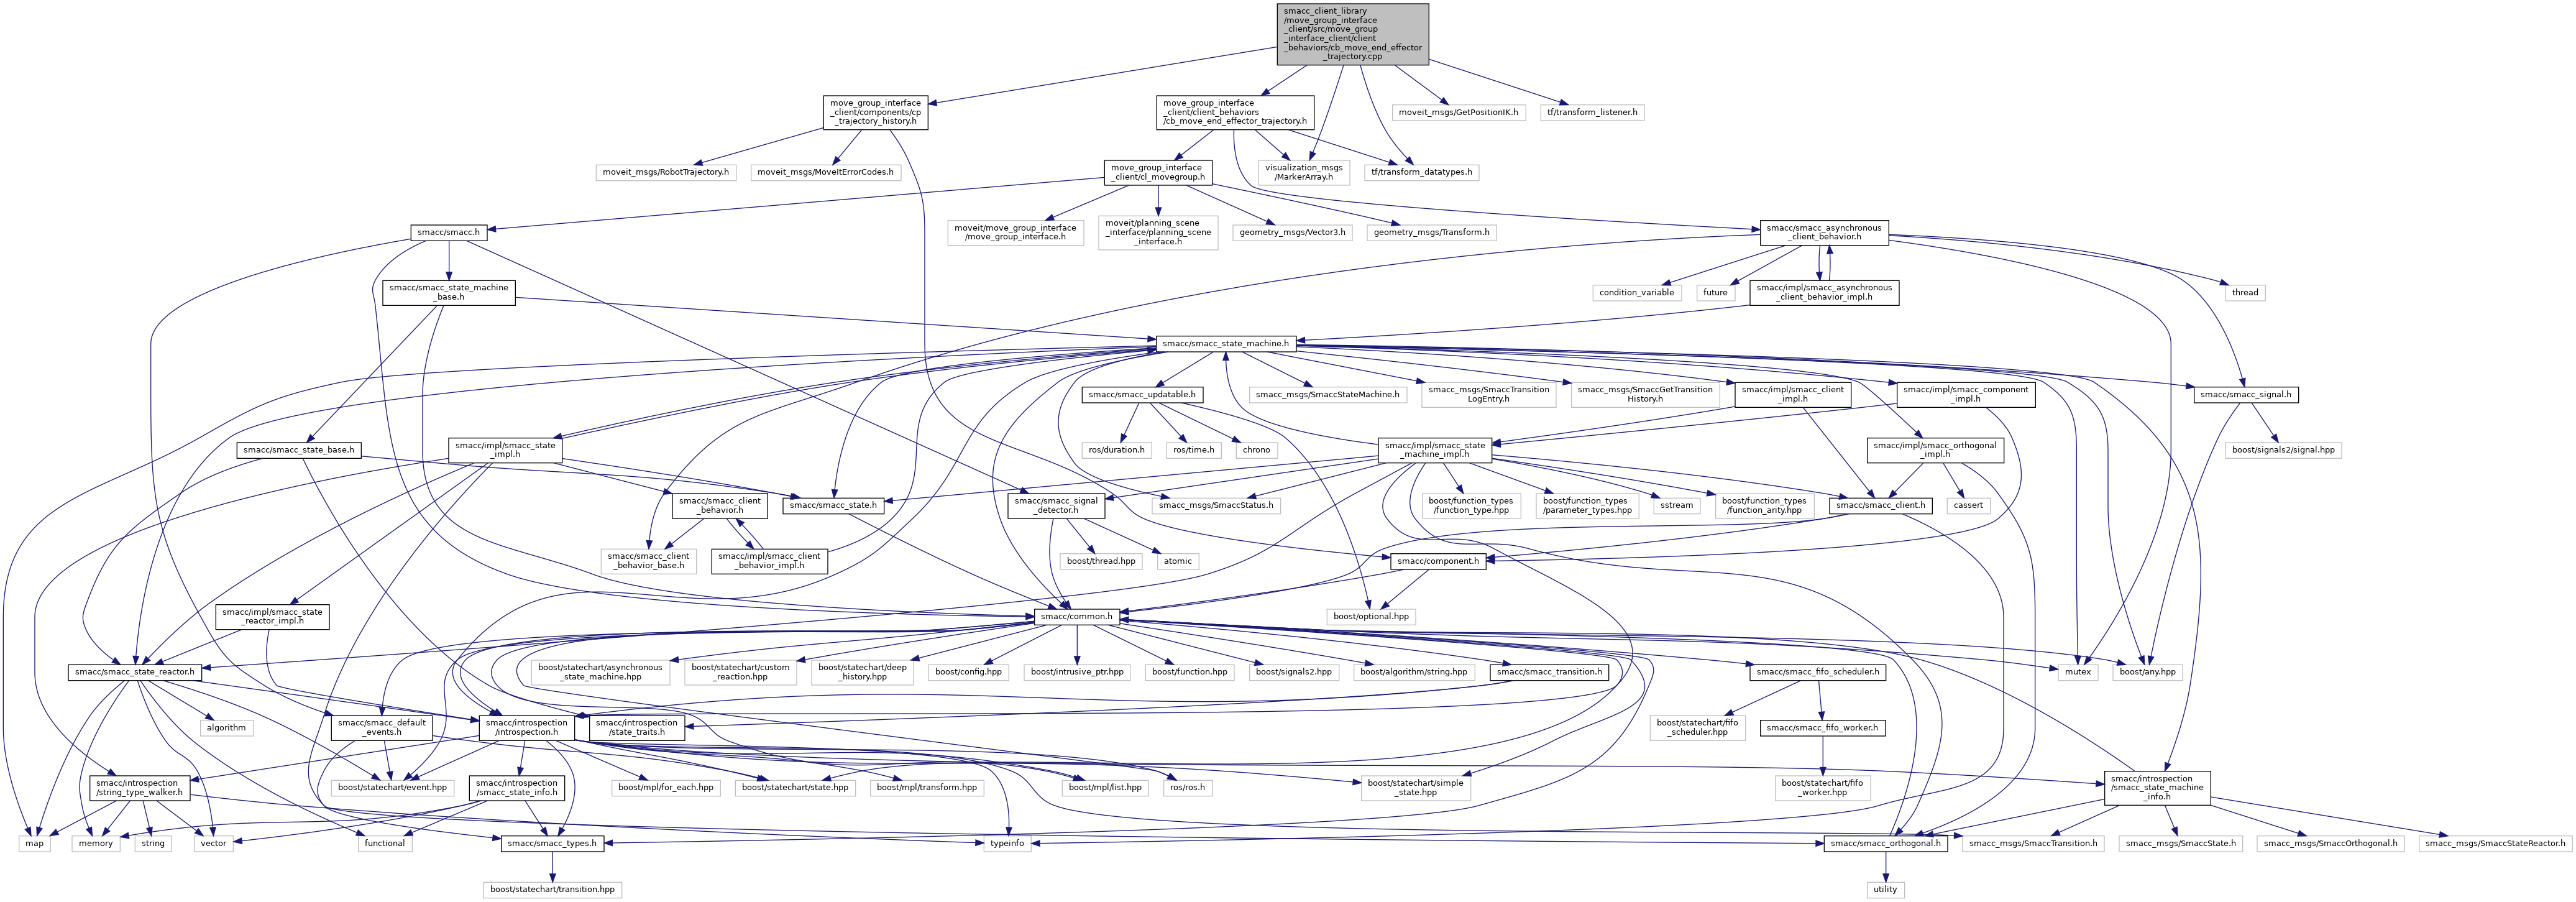 smacc_client_library
/move_group_interface
_client/src/move_group
_interface_client/client
_behaviors/cb_move_end_effector
_trajectory.cpp
move_group_interface
_client/components/cp
_trajectory_history.h
move_group_interface
_client/client_behaviors
/cb_move_end_effector_trajectory.h
moveit_msgs/GetPositionIK.h
tf/transform_listener.h
moveit_msgs/RobotTrajectory.h
moveit_msgs/MoveItErrorCodes.h
move_group_interface
_client/cl_movegroup.h
visualization_msgs
/MarkerArray.h
tf/transform_datatypes.h
smacc/smacc.h
moveit/move_group_interface
/move_group_interface.h
moveit/planning_scene
_interface/planning_scene
_interface.h
geometry_msgs/Vector3.h
geometry_msgs/Transform.h
smacc/smacc_asynchronous
_client_behavior.h
smacc/smacc_state_machine
_base.h
condition_variable
future
smacc/impl/smacc_asynchronous
_client_behavior_impl.h
thread
smacc/smacc_state_machine.h
smacc/smacc_updatable.h
smacc_msgs/SmaccStateMachine.h
smacc_msgs/SmaccTransition
LogEntry.h
smacc_msgs/SmaccGetTransition
History.h
smacc/impl/smacc_client
_impl.h
smacc/impl/smacc_component
_impl.h
smacc/smacc_signal.h
smacc/smacc_state_base.h
smacc/impl/smacc_state
_impl.h
ros/duration.h
ros/time.h
chrono
smacc/impl/smacc_state
_machine_impl.h
smacc/impl/smacc_orthogonal
_impl.h
boost/signals2/signal.hpp
smacc/smacc_client
_behavior.h
smacc/smacc_state.h
smacc/smacc_signal
_detector.h
smacc_msgs/SmaccStatus.h
boost/function_types
/function_type.hpp
boost/function_types
/parameter_types.hpp
sstream
boost/function_types
/function_arity.hpp
smacc/smacc_client.h
cassert
smacc/smacc_client
_behavior_base.h
smacc/impl/smacc_client
_behavior_impl.h
boost/thread.hpp
atomic
smacc/component.h
smacc/impl/smacc_state
_reactor_impl.h
smacc/common.h
boost/optional.hpp
smacc/smacc_state_reactor.h
boost/statechart/asynchronous
_state_machine.hpp
boost/statechart/custom
_reaction.hpp
boost/statechart/deep
_history.hpp
boost/config.hpp
boost/intrusive_ptr.hpp
boost/function.hpp
boost/signals2.hpp
boost/algorithm/string.hpp
smacc/smacc_transition.h
smacc/smacc_fifo_scheduler.h
mutex
boost/any.hpp
algorithm
smacc/smacc_default
_events.h
smacc/introspection
/introspection.h
smacc/introspection
/state_traits.h
boost/statechart/fifo
_scheduler.hpp
smacc/smacc_fifo_worker.h
smacc/introspection
/string_type_walker.h
boost/statechart/event.hpp
smacc/introspection
/smacc_state_info.h
boost/mpl/for_each.hpp
boost/statechart/state.hpp
boost/mpl/transform.hpp
boost/mpl/list.hpp
ros/ros.h
boost/statechart/simple
_state.hpp
boost/statechart/fifo
_worker.hpp
smacc/introspection
/smacc_state_machine
_info.h
map
memory
string
vector
functional
smacc/smacc_types.h
typeinfo
smacc/smacc_orthogonal.h
smacc_msgs/SmaccTransition.h
smacc_msgs/SmaccState.h
smacc_msgs/SmaccOrthogonal.h
smacc_msgs/SmaccStateReactor.h
boost/statechart/transition.hpp
utility